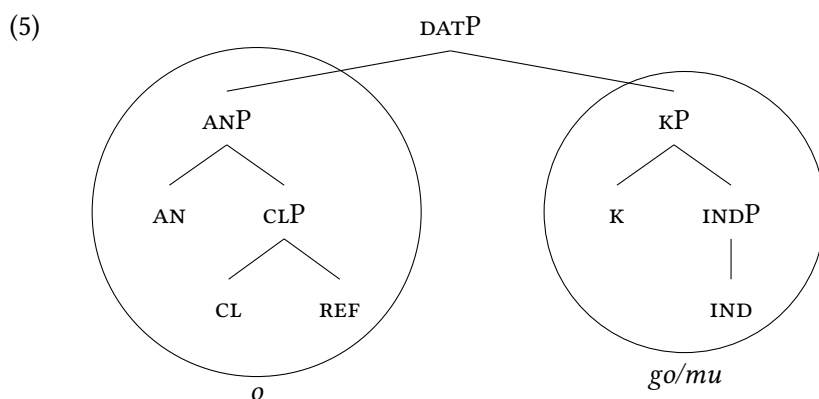 (5) DATP
ANP KP
AN CLP K INDP
CL REF IND
o go/mu